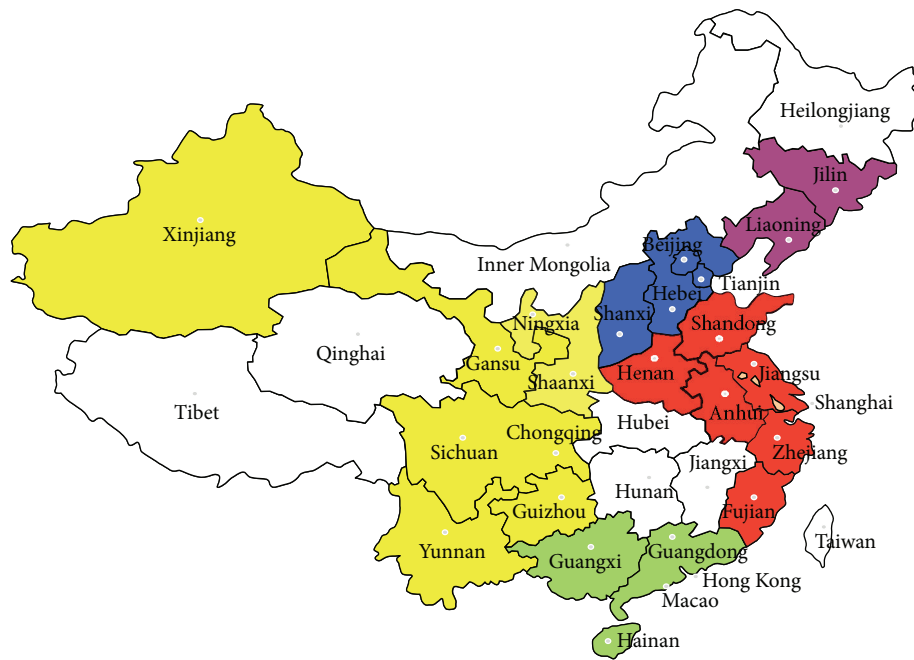 Heilongjiang
Jilin
Liaoning
Xinjiang
Beijing
Inner Mongolia
Tianjin
Hebei
Shanxi
Ningxia
Shandong
Qinghai
Gansu
Henan
Jiangsu
Shaanxi
Tibet
Anhui
Shanghai
Hubei
Chongqing
Sichuan
Zhejiang
Jiangxi
Hunan
Guizhou
Fujian
Yunnan
Guangxi
Guangdong
Taiwan
Hong Kong
Macao
Hainan